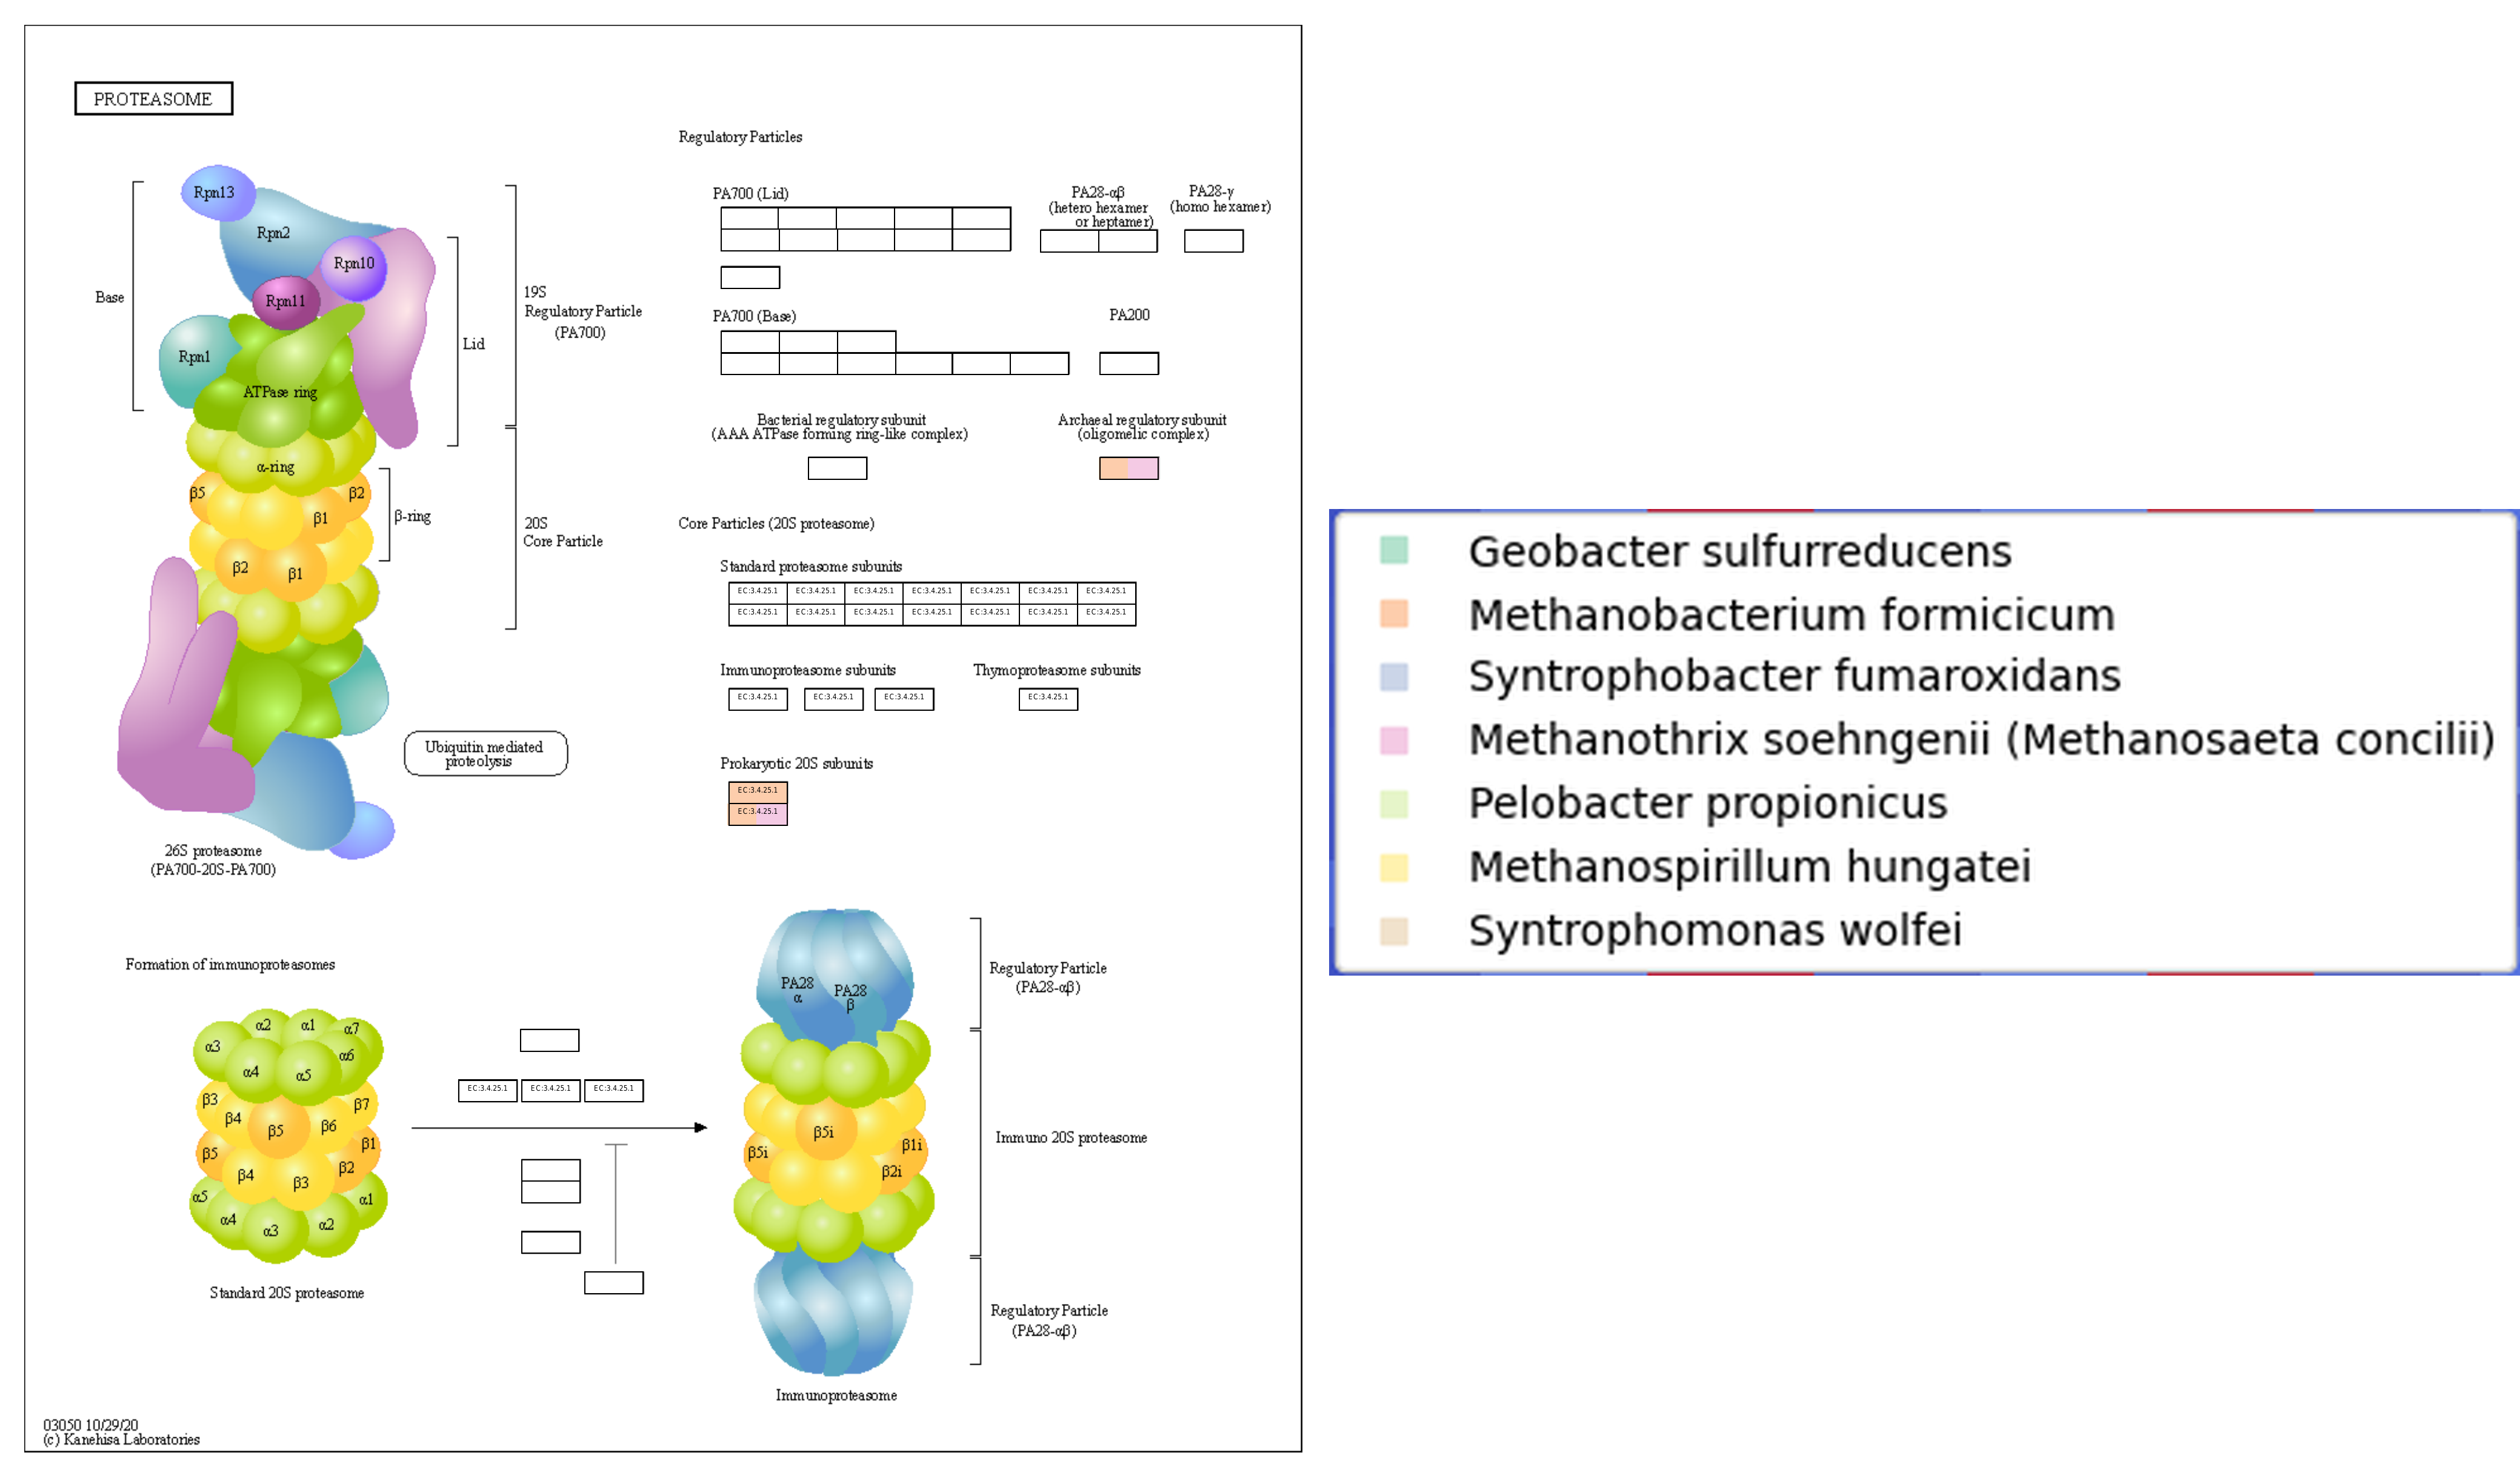 PROTEASOME
Rpn13
Rpn2
Rpn10
Rpn11
Base
Rpn1
ATPase ring
Lid
19S
Regulatory Particle
(PA700)
α-ring
β5
β2
β1
β-ring
β2
β1
20S
Core Particle
Ubiquitin mediated
proteolysis
26S proteasome
(PA700-20S-PA700)
Regulatory Particles
PA700 (Lid)
PA28-αβ
(hetero hexamer
or heptamer)
PA28-γ
(homo hexamer)
PA700 (Base)
PA200
Bacterial regulatory subunit
(AAA ATPase forming ring-like complex)
Archaeal regulatory subunit
(oligomelic complex)
Core Particles (20S proteasome)
Standard proteasome subunits
EC:3.4.25.1 EC:3.4.25.1 EC:3.4.25.1 EC:3.4.25.1 EC:3.4.25.1 EC:3.4.25.1 EC:3.4.25.1
EC:3.4.25.1 EC:3.4.25.1 EC:3.4.25.1 EC:3.4.25.1 EC:3.4.25.1 EC:3.4.25.1 EC:3.4.25.1
Immunoproteasome subunits
EC:3.4.25.1 EC:3.4.25.1 EC:3.4.25.1
Thymoproteasome subunits
EC:3.4.25.1
Prokaryotic 20S subunits
EC:3.4.25.1
EC:3.4.25.1
Formation of immunoproteasomes
α2 α1 α7
α3
α6
α4 α5
β3
β4
β5
β6
β7
β5
β4
β3
β2
β1
α5
α4
α3
α2
α1
Standard 20S proteasome
EC:3.4.25.1 EC:3.4.25.1 EC:3.4.25.1
PA28
α
PA28
β
Regulatory Particle
(PA28-αβ)
β5i
β5i
β1i
β2i
Immuno 20S proteasome
Regulatory Particle
(PA28-αβ)
Immunoproteasome
03050 10/29/20
(c) Kanehisa Laboratories
Geobacter sulfurreducens
Methanobacterium formicicum
Syntrophobacter fumaroxidans
Methanothrix soehngenii (Methanosaeta concilii)
Pelobacter propionicus
Methanospirillum hungatei
Syntrophomonas wolfei